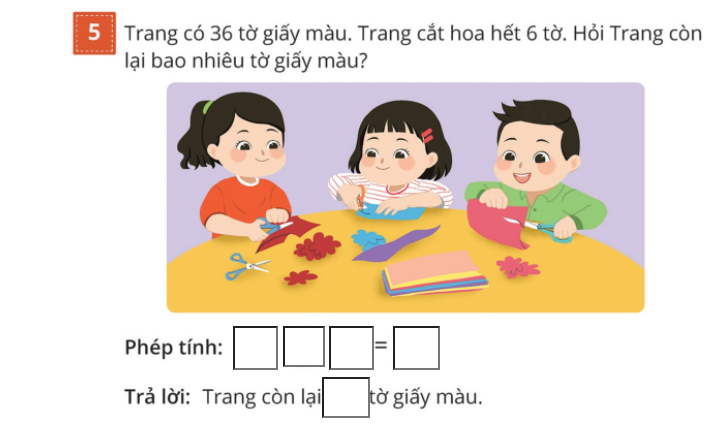 5 Trang có 36 tờ giấy màu. Trang cắt hoa hết 6 tờ. Hỏi Trang còn
lại bao nhiêu tờ giấy màu?
Phép tính: =
Trả lời: Trang còn lại tờ giấy màu.